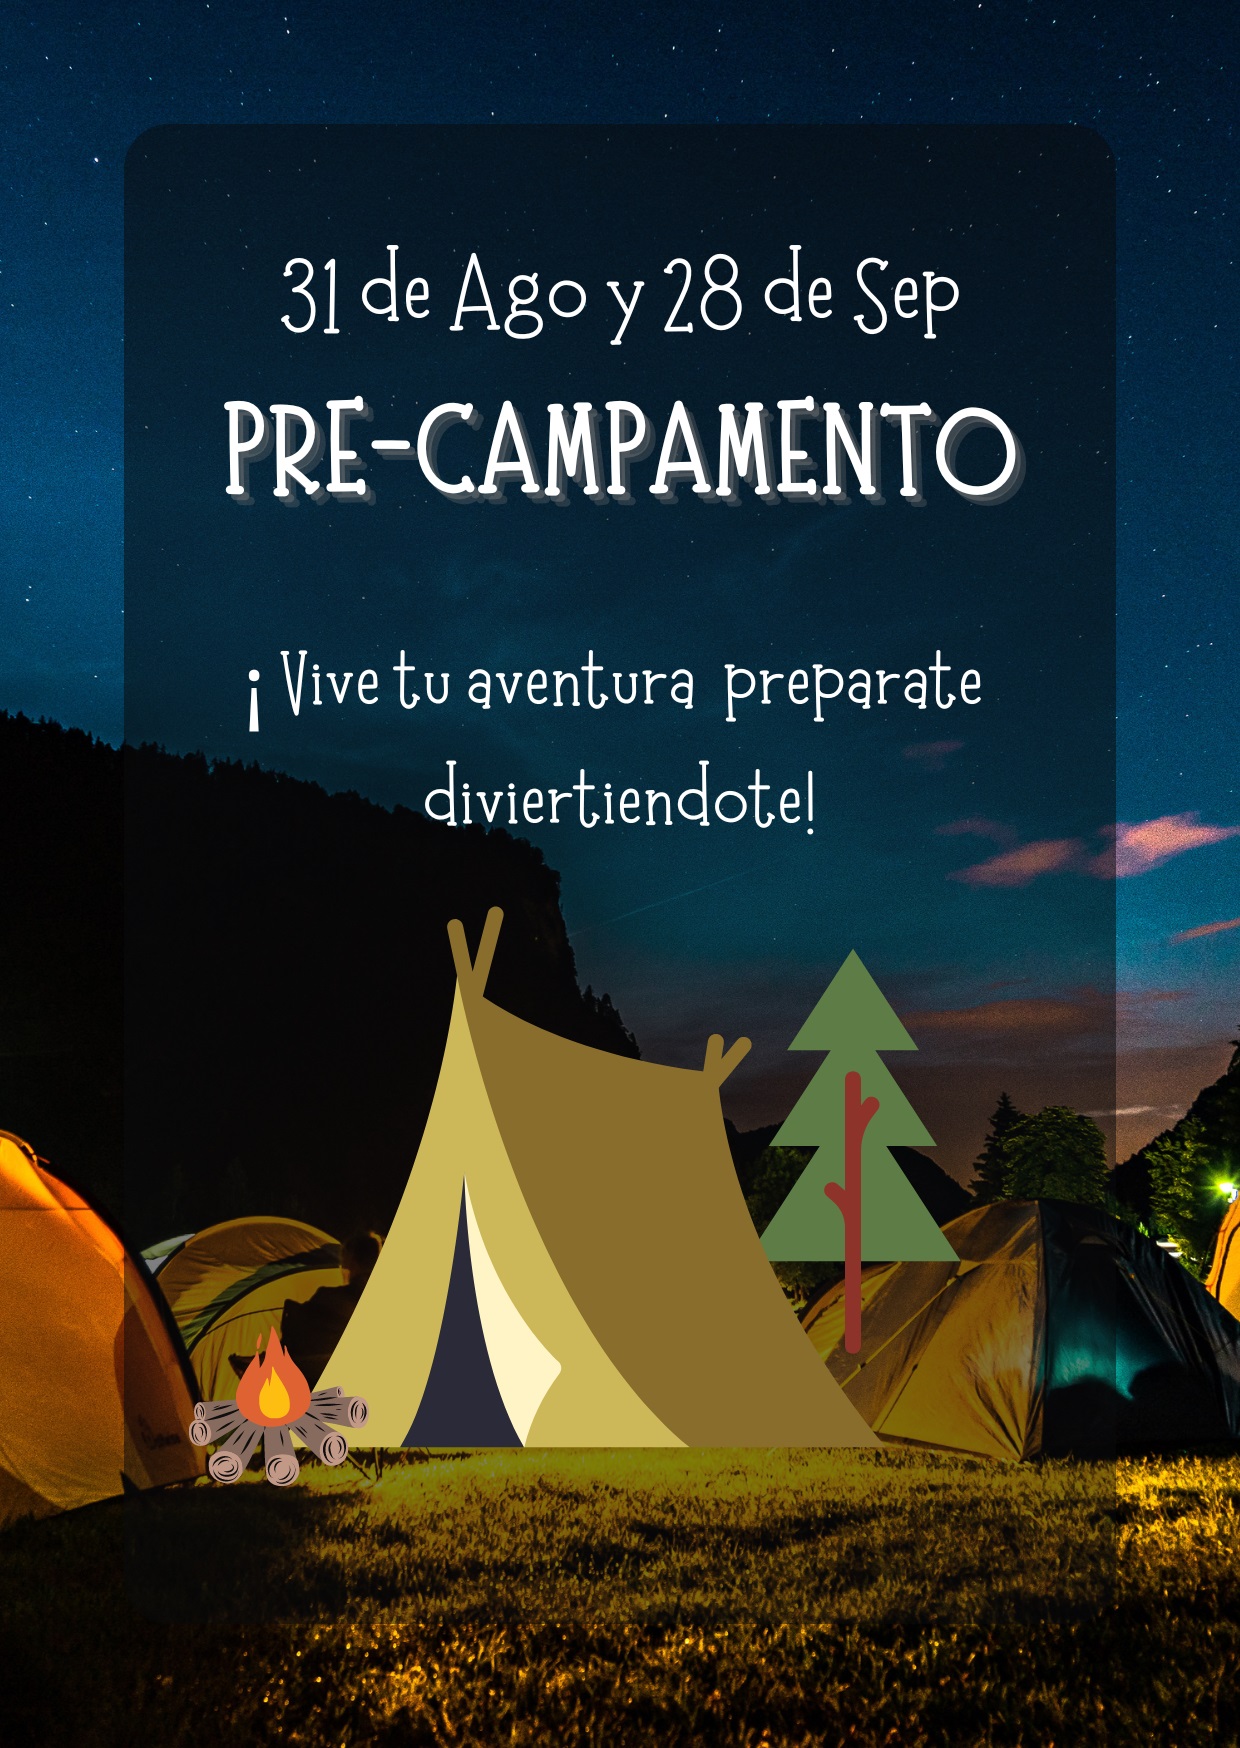 31 de Ago y 28 de Sep
PRE-CAMPAMENTO
¡ Vive tu aventura preparate
diviertiendote!